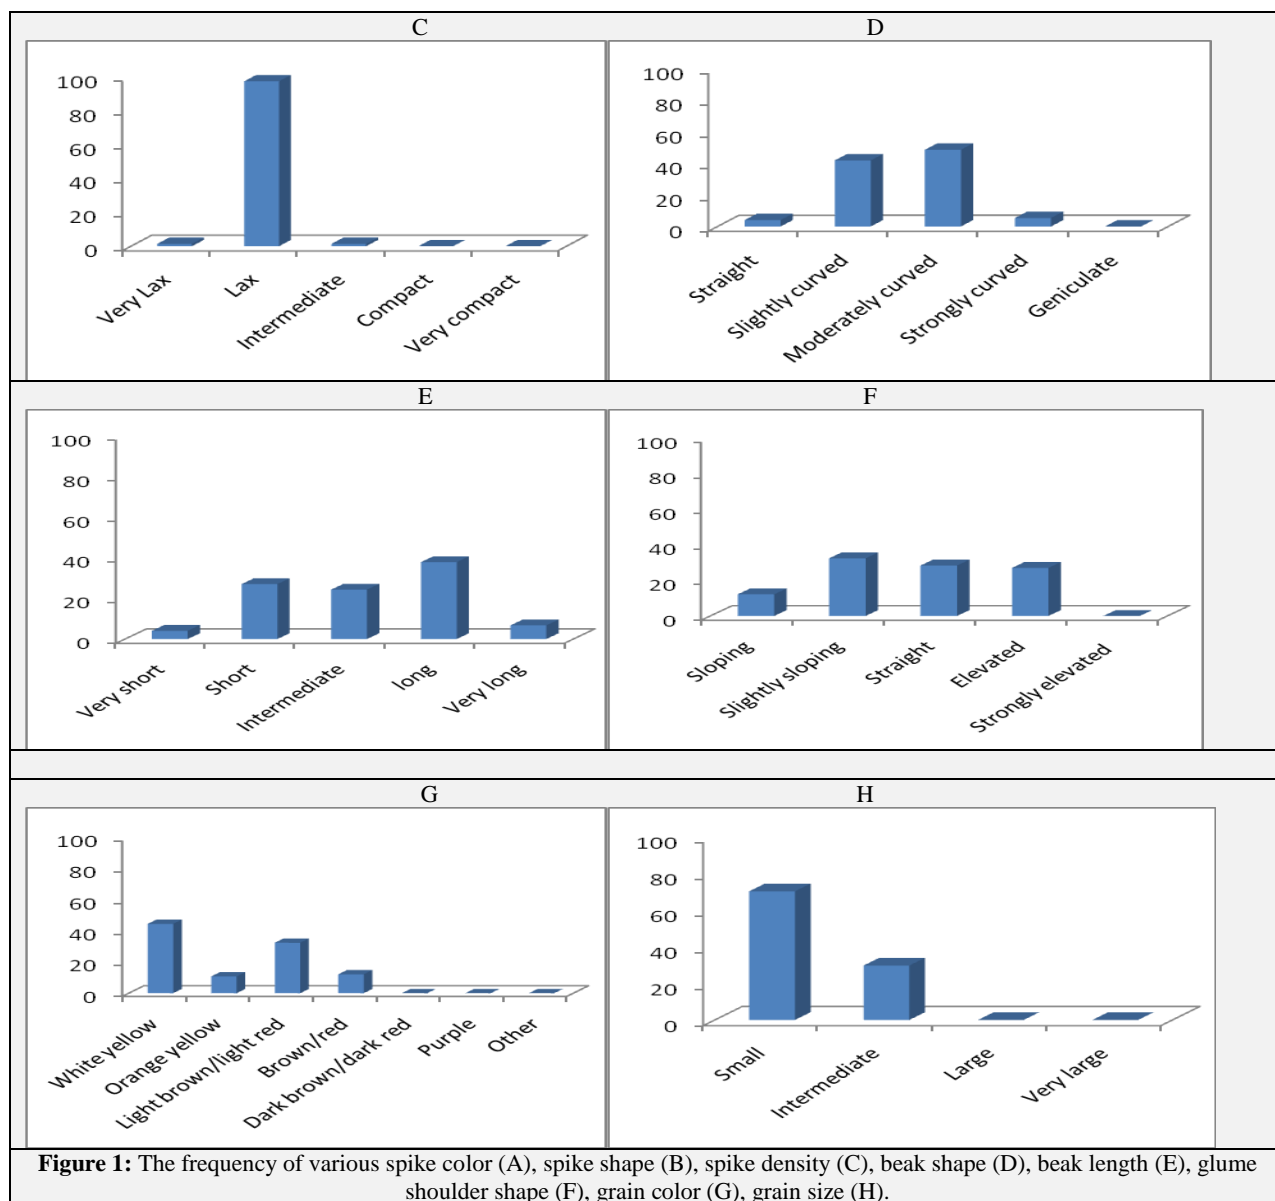 C
D
100
80
60
40
20
0
Very Lax
Lax
Intermediate
Compact
Very compact
100
80
60
40
20
0
Straight
Slightly curved
Moderately curved
Strongly curved
Geniculate
E
F
100
80
60
40
20
0
Very short
Short
Intermediate
long
Very long
100
80
60
40
20
0
Sloping
Slightly sloping
Straight
Elevated
Strongly elevated
G
H
100
80
60
40
20
0
White yellow
Orange yellow
Light brown/light red
Brown/red
Dark brown/dark red
Purple
Other
100
80
60
40
20
0
Small
Intermediate
Large
Very large
Figure 1: The frequency of various spike color (A), spike shape (B), spike density (C), beak shape (D), beak length (E), glume
shoulder shape (F), grain color (G), grain size (H).